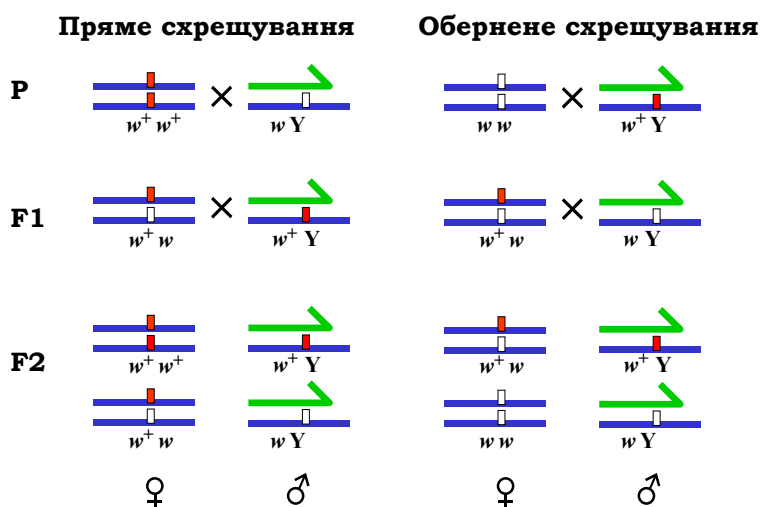 Пряме схрещування Обернене схрещування
P × ×
w⁺ w⁺ w Y w w w⁺ Y
F1 × ×
w⁺ w w⁺ Y w⁺ w w Y
F2
w⁺ w⁺ w⁺ Y w⁺ w w⁺ Y
w⁺ w w Y w w w Y
♀ ♂ ♀ ♂